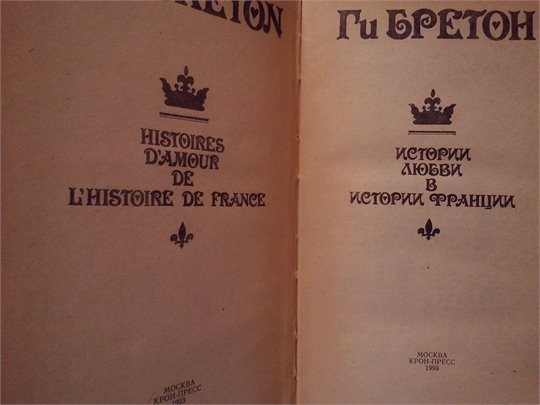 HISTOIRES
D'AMOUR
DE
L'HISTOIRE DE FRANCE
МОСКВА
КРОН-ПРЕСС
1993
Ги БРЕТОН
ИСТОРИИ
ЛЮБВИ
В
ИСТОРИИ ФРАНЦИИ
МОСКВА
КРОН-ПРЕСС
1993